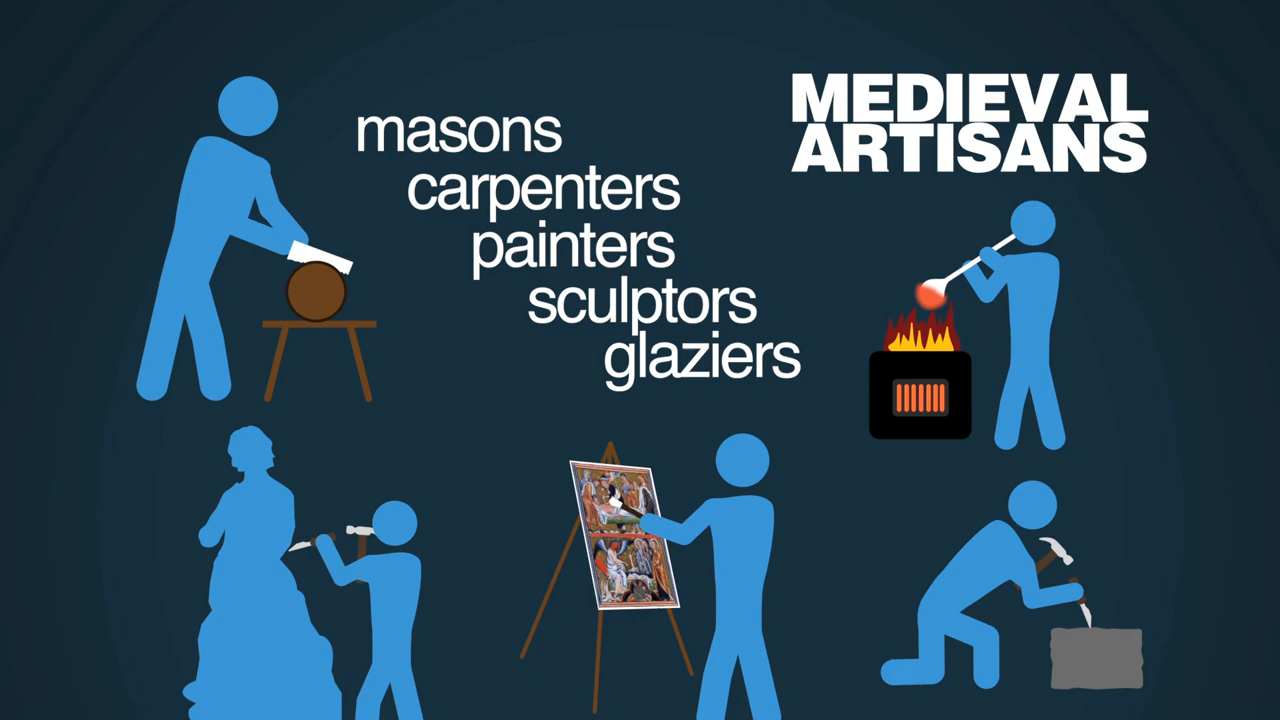 MEDIEVAL
ARTISANS
masons
carpenters
painters
sculptors
glaziers